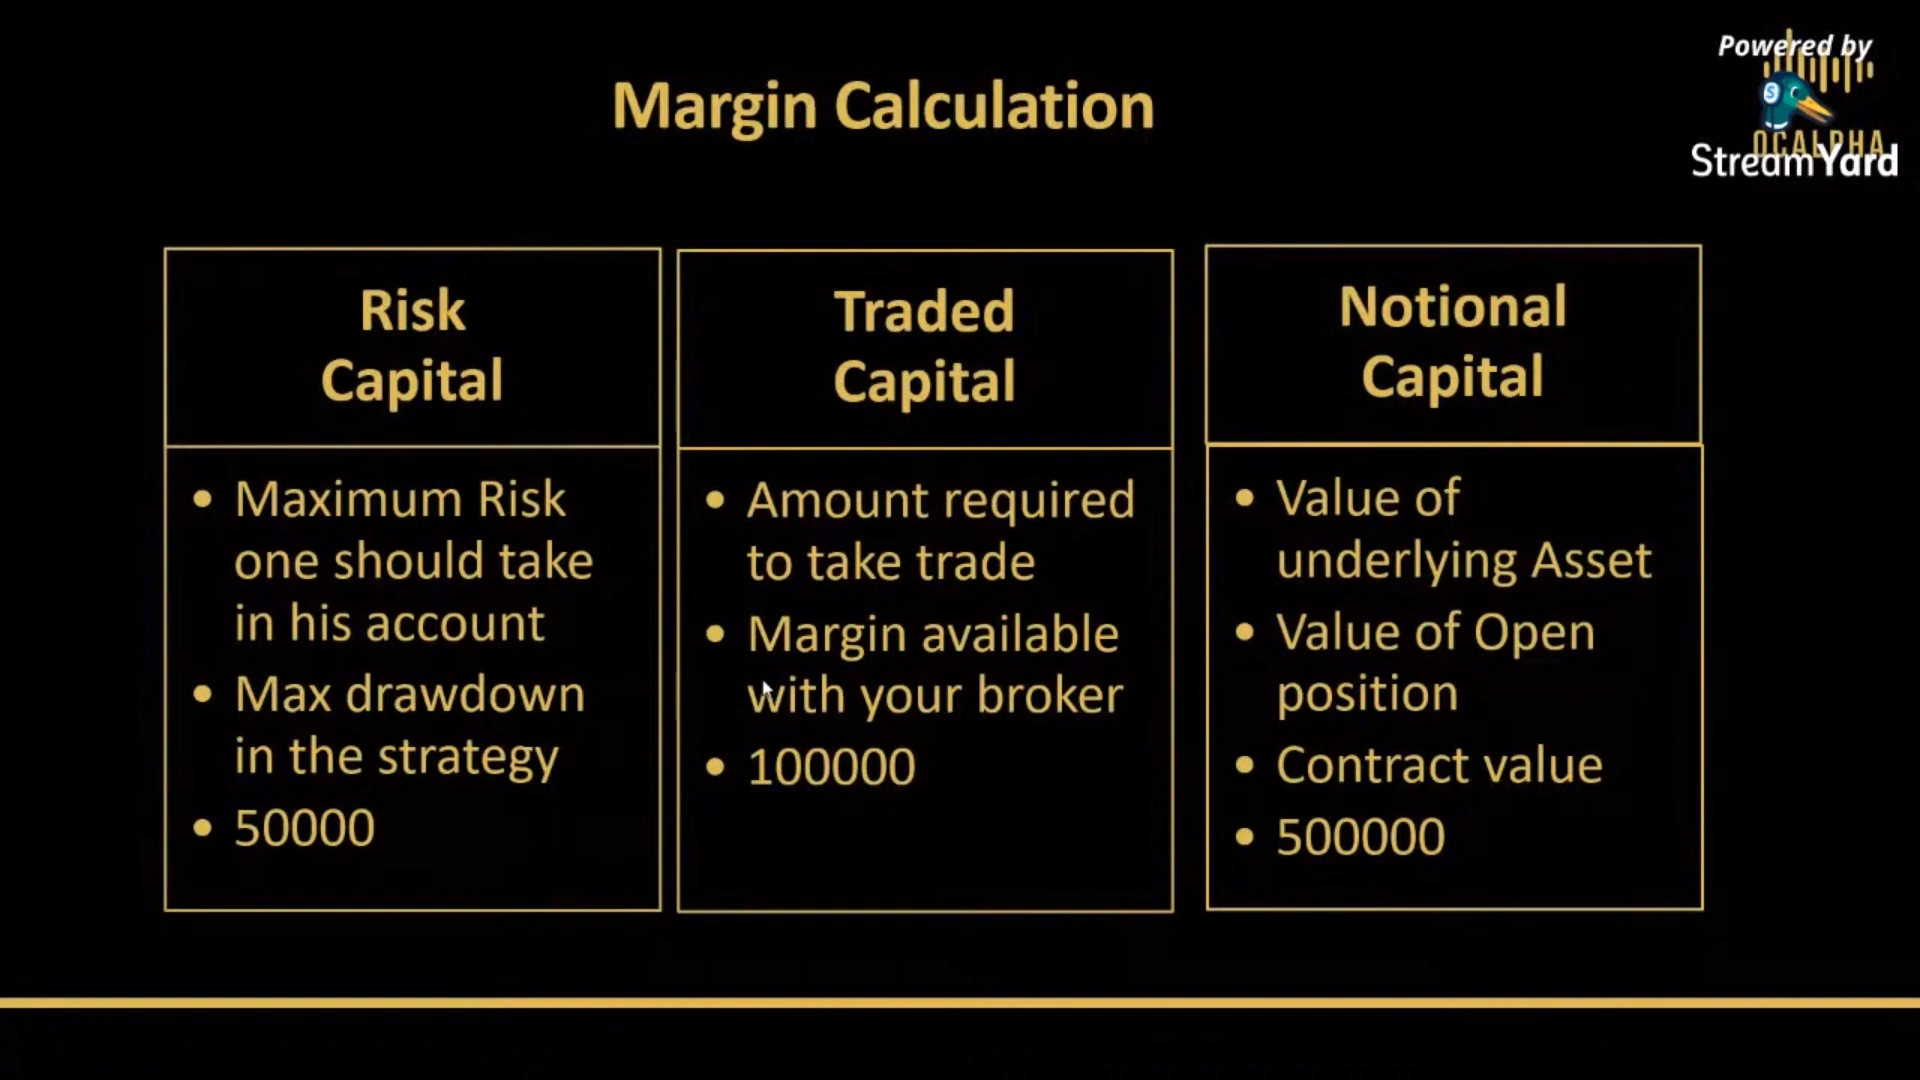 Powered by
OCALPHA
StreamYard
Margin Calculation
Risk
Capital
• Maximum Risk
one should take
in his account
• Max drawdown
in the strategy
• 50000
Traded
Capital
• Amount required
to take trade
• Margin available
with your broker
• 100000
Notional
Capital
• Value of
underlying Asset
• Value of Open
position
• Contract value
• 500000